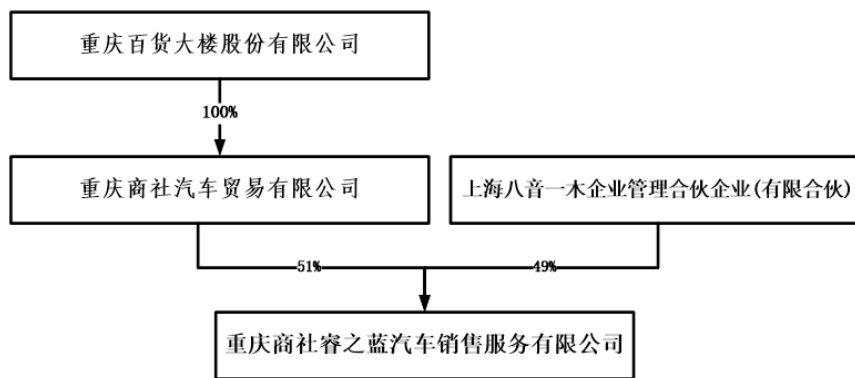 重庆百货大楼股份有限公司
100%
重庆商社汽车贸易有限公司
上海八音一木企业管理合伙企业(有限合伙)
51%
49%
重庆商社睿之蓝汽车销售服务有限公司